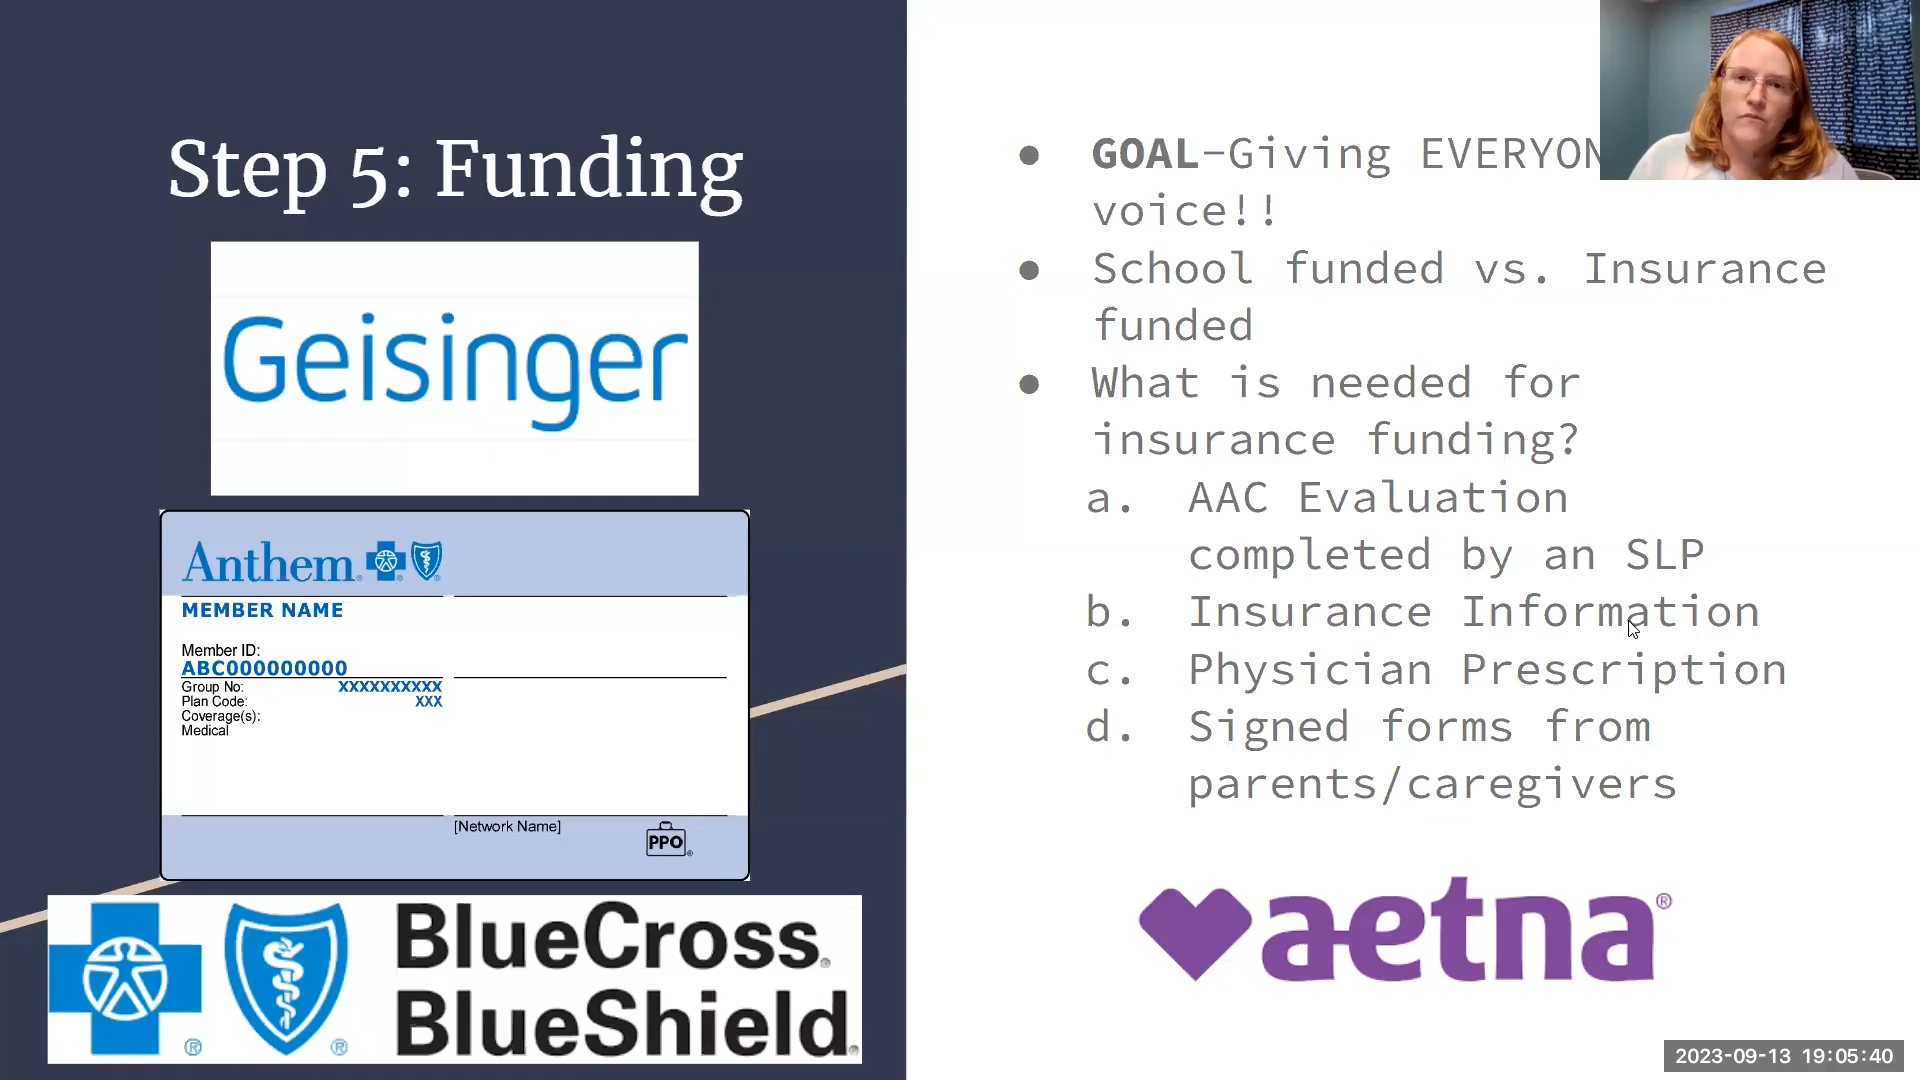 Step 5: Funding
Geisinger
Anthem
MEMBER NAME
Member ID:
ABC000000000
Group No: XXXXXXXXXX
Plan Code: XXX
Coverage(s):
Medical
[Network Name]
PPO®
BlueCross®
BlueShield®
® ®
● GOAL-Giving EVERYON
voice!!
● School funded vs. Insurance
funded
● What is needed for
insurance funding?
a. AAC Evaluation
completed by an SLP
b. Insurance Information
c. Physician Prescription
d. Signed forms from
parents/caregivers
aetna®
2023-09-13 19:05:40